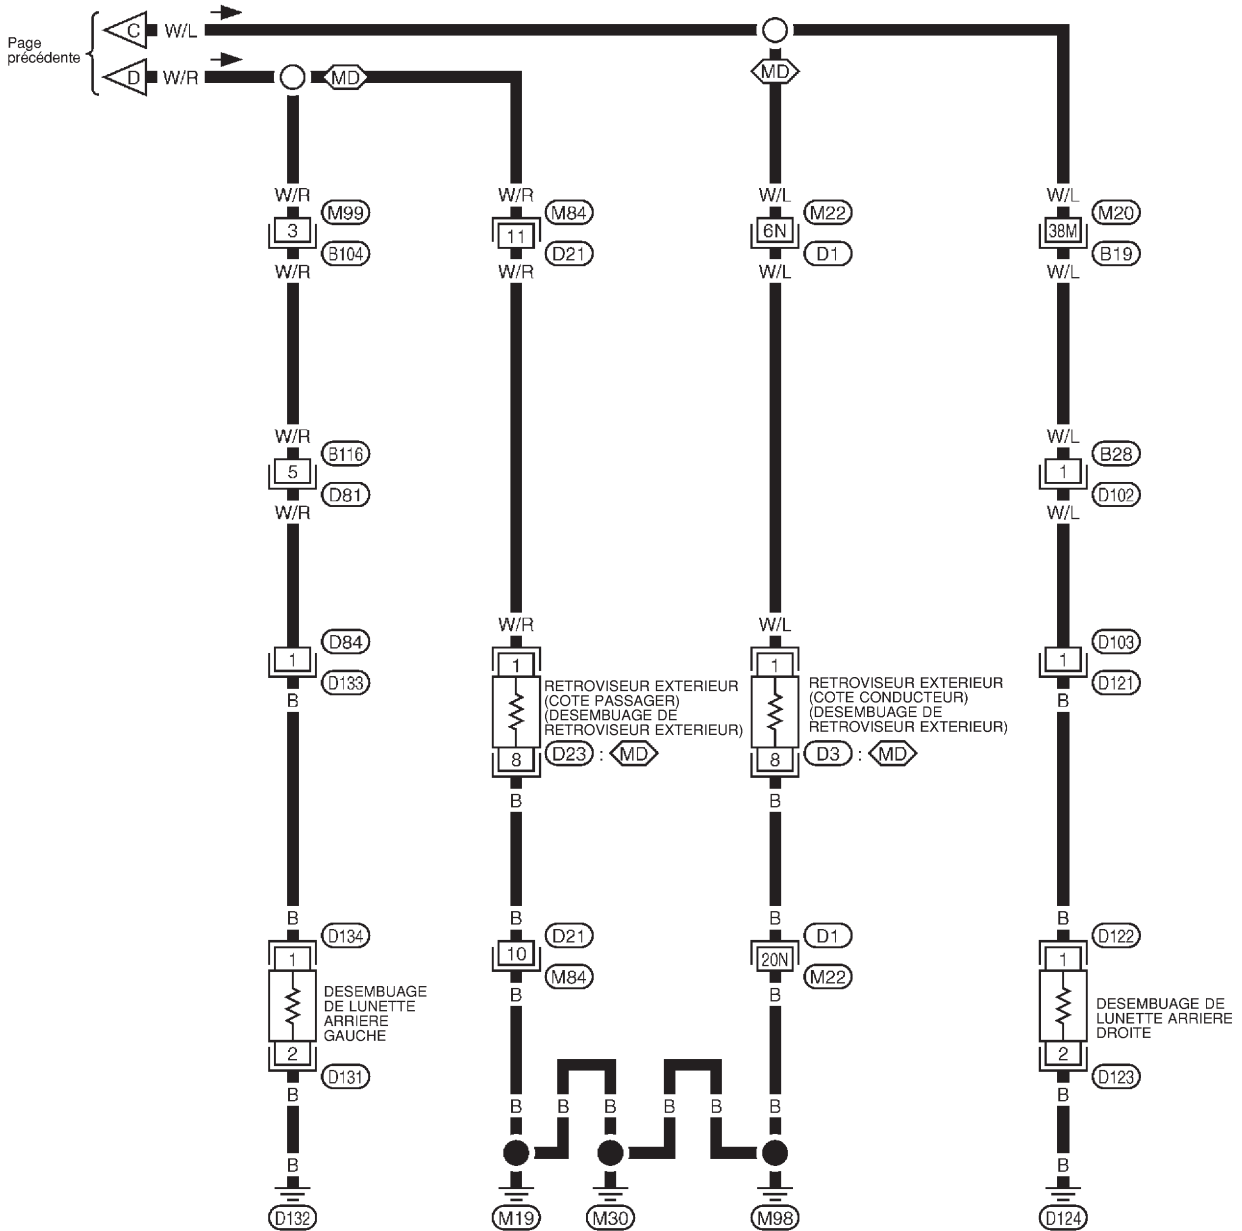 Page
précédente
C W/L
D W/R
MD
MD
W/R W/R W/L W/L
3 M99 B104
11 M84 D21
6N M22 D1
38M M20 B19
W/R W/R W/L W/L
W/R W/L
5 B116 D81
1 B28 D102
W/R W/L
W/R W/L
1 D84 D133
1 D103 D121
B B
1
RETROVISEUR EXTERIEUR
(COTE PASSAGER)
(DESEMBUAGE DE
RETROVISEUR EXTERIEUR)
8 D23 : MD
1
RETROVISEUR EXTERIEUR
(COTE CONDUCTEUR)
(DESEMBUAGE DE
RETROVISEUR EXTERIEUR)
8 D3 : MD
B B
B B B B
1 D134
DESEMBUAGE
DE LUNETTE
ARRIERE
GAUCHE
2 D131
10 D21 M84
20N D1 M22
1 D122
DESEMBUAGE DE
LUNETTE ARRIERE
DROITE
2 D123
B B
B B
B B B B B B
B B
D132 M19 M30 M98 D124